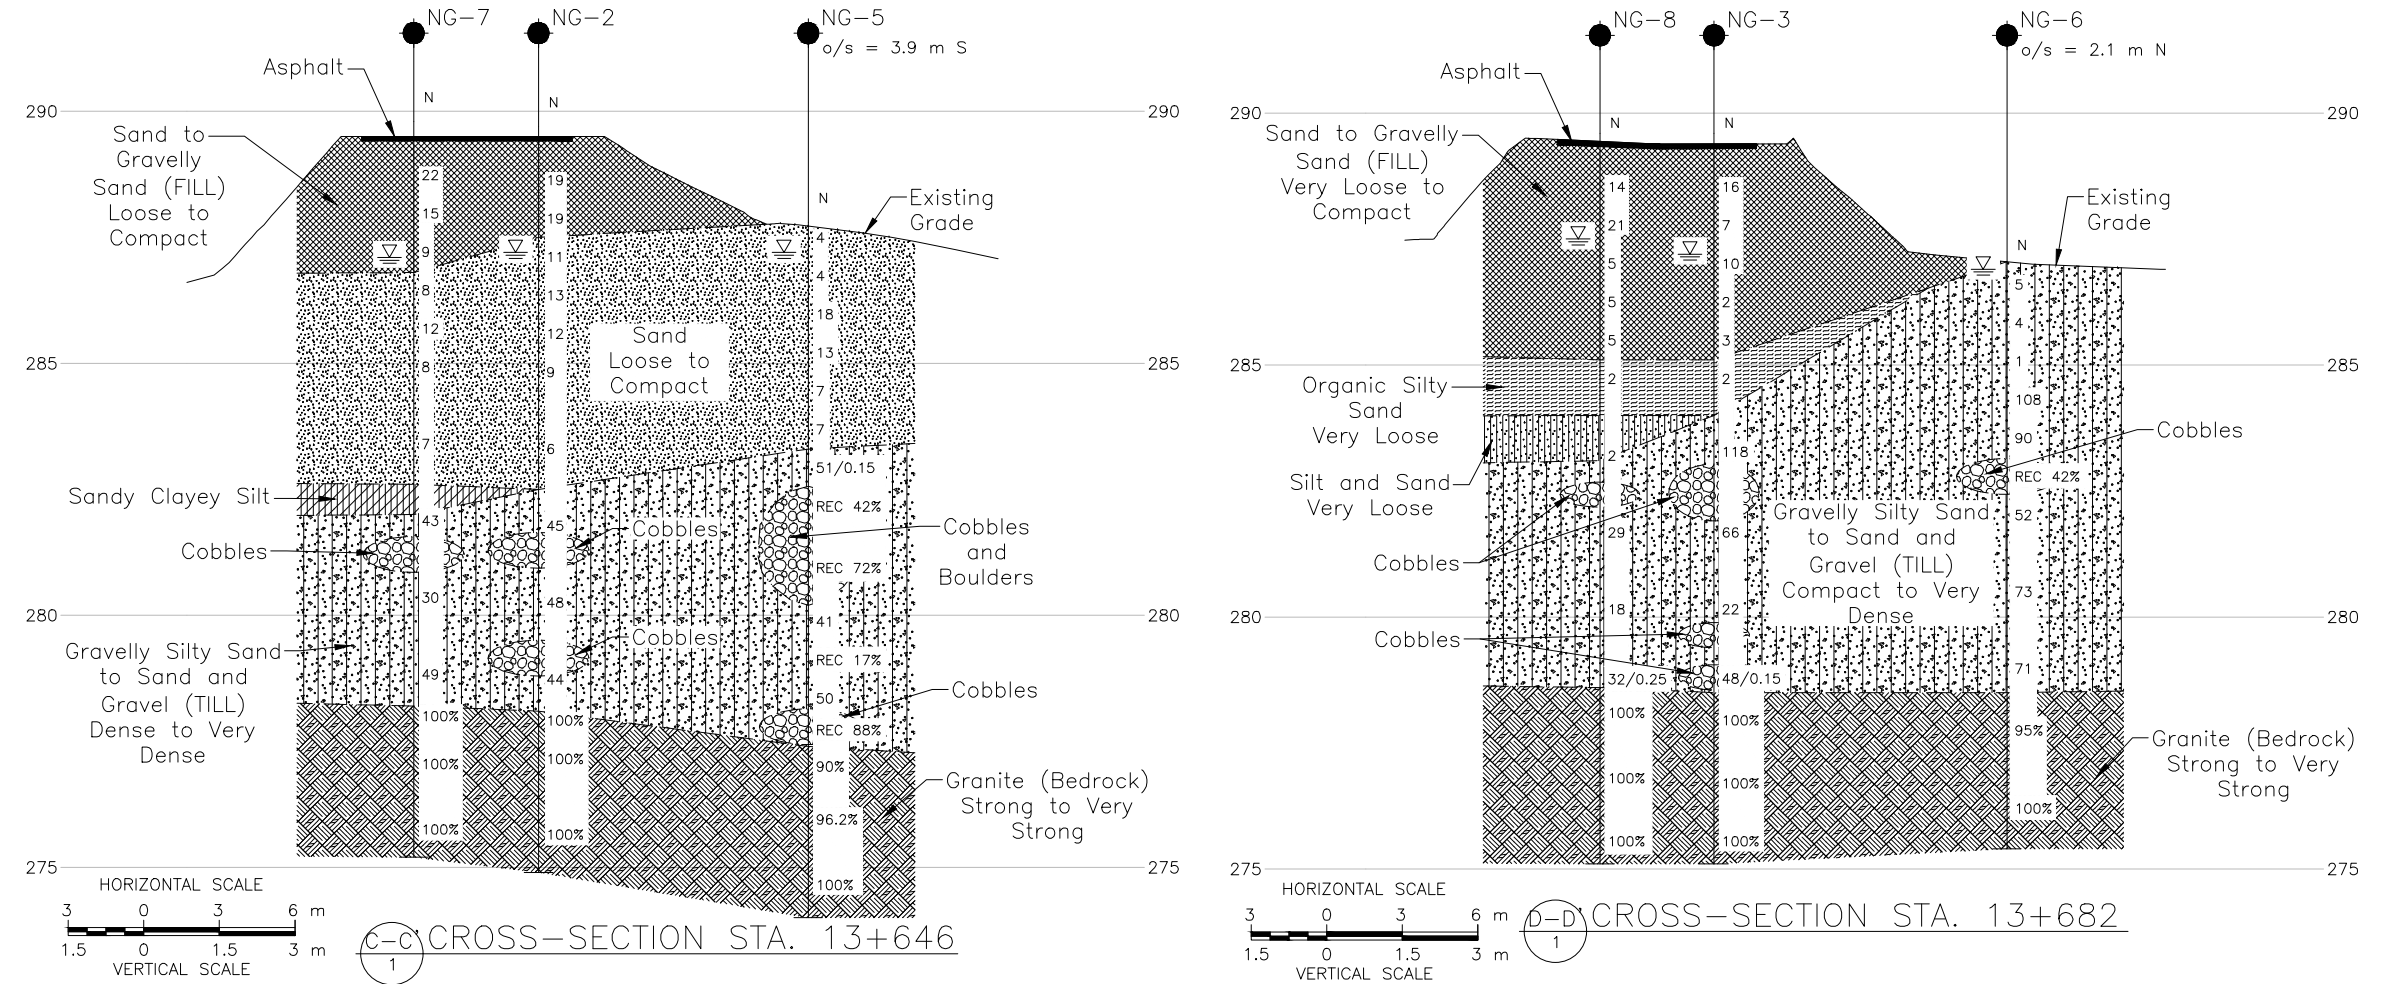 NG-7
NG-2
NG-5
o/s = 3.9 m S
Asphalt
N
N
N
290
290
Sand to
Gravelly
Sand (FILL)
Loose to
Compact
Existing
Grade
22
15
9
8
12
8
7
43
30
49
100%
100%
100%
19
19
11
13
12
9
6
45
48
44
100%
100%
100%
4
4
18
13
7
7
51/0.15
REC 42%
REC 72%
41
REC 17%
50
REC 88%
90%
96.2%
100%
Sand
Loose to
Compact
285
285
Sandy Clayey Silt
Cobbles
Cobbles
Cobbles
Cobbles
and
Boulders
Cobbles
280
280
Gravelly Silty Sand
to Sand and
Gravel (TILL)
Dense to Very
Dense
Granite (Bedrock)
Strong to Very
Strong
275
275
HORIZONTAL SCALE
3 0 3 6 m
1.5 0 1.5 3 m
VERTICAL SCALE
C-C'
1
CROSS-SECTION STA. 13+646
NG-8
NG-3
NG-6
o/s = 2.1 m N
Asphalt
N
N
N
290
290
Sand to Gravelly
Sand (FILL)
Very Loose to
Compact
Existing
Grade
14
21
5
5
5
2
2
29
18
32/0.25
100%
100%
100%
16
7
10
2
3
2
118
66
22
48/0.15
100%
100%
100%
5
4
1
108
90
REC 42%
52
73
71
95%
100%
285
285
Organic Silty
Sand
Very Loose
Silt and Sand
Very Loose
Cobbles
Cobbles
Cobbles
Gravelly Silty Sand
to Sand and
Gravel (TILL)
Compact to Very
Dense
280
280
Granite (Bedrock)
Strong to Very
Strong
275
275
HORIZONTAL SCALE
3 0 3 6 m
1.5 0 1.5 3 m
VERTICAL SCALE
D-D'
1
CROSS-SECTION STA. 13+682